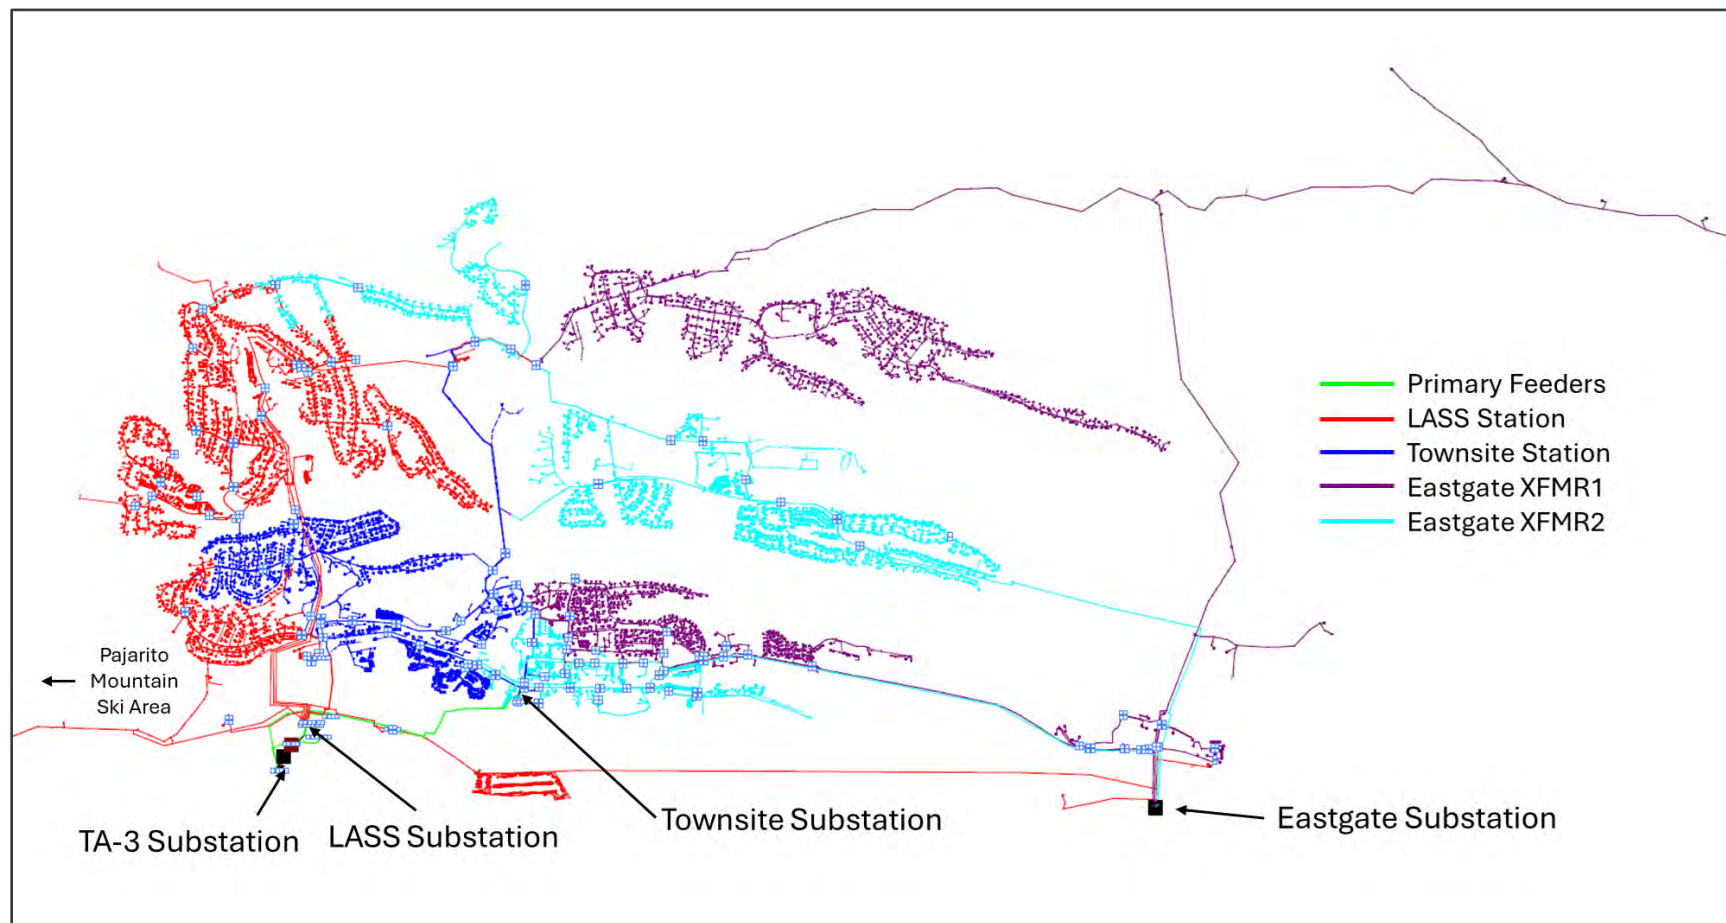 Primary Feeders
LASS Station
Townsite Station
Eastgate XFMR1
Eastgate XFMR2
Pajarito
Mountain
Ski Area
TA-3 Substation
LASS Substation
Townsite Substation
Eastgate Substation